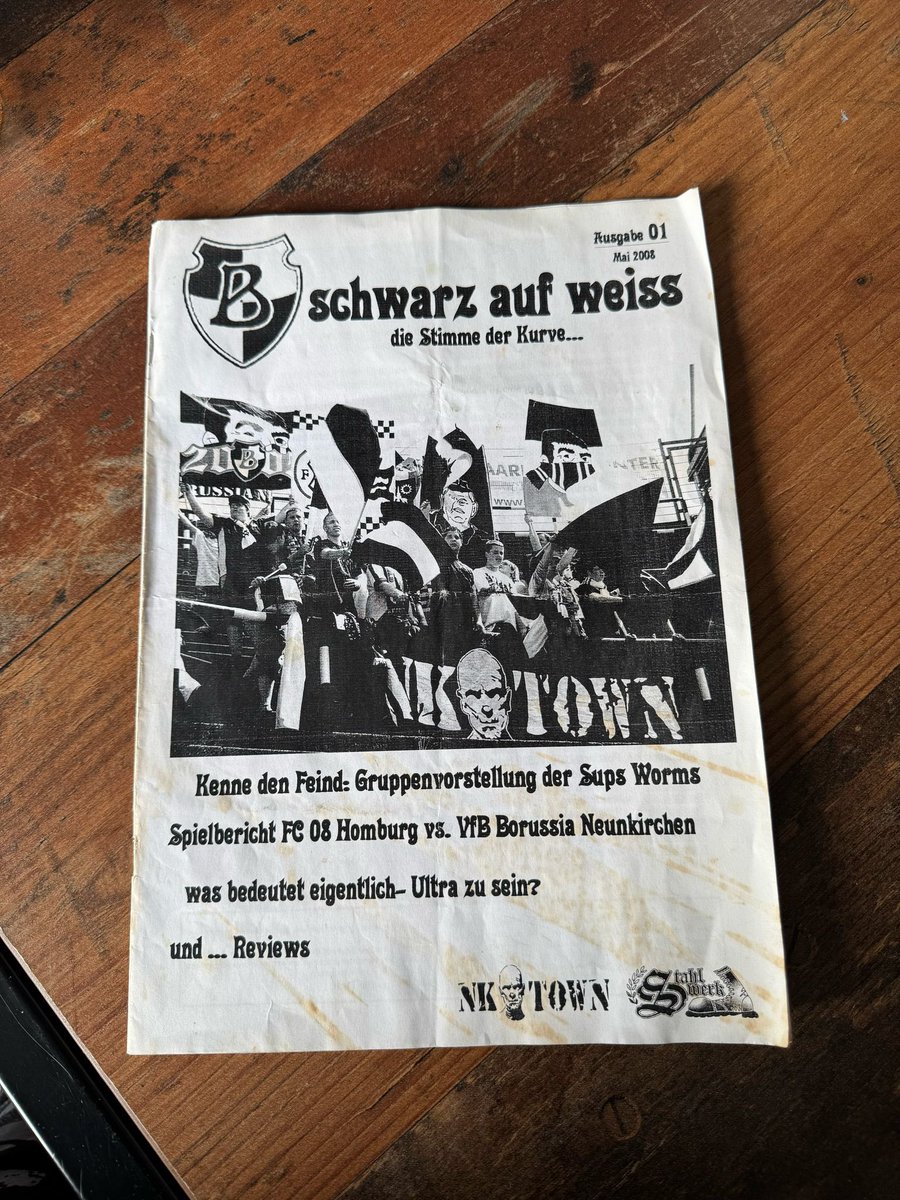 Ausgabe 01
Mai 2008
B
schwarz auf weiss
die Stimme der Kurve...
NK TOWN
Kenne den Feind: Gruppenvorstellung der Sups Worms
Spielbericht FC 08 Homburg vs. VfB Borussia Neunkirchen
was bedeutet eigentlich- Ultra zu sein?
und ... Reviews
NK TOWN
Stahl
werk